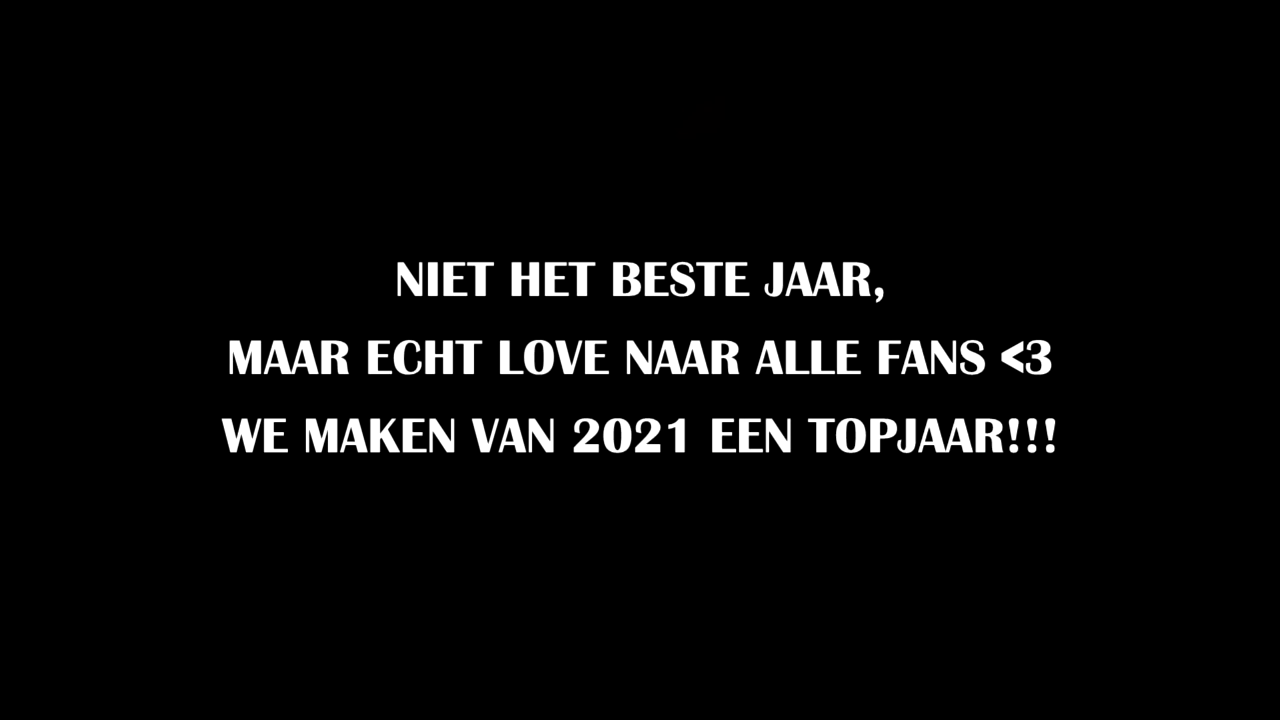 NIET HET BESTE JAAR,
MAAR ECHT LOVE NAAR ALLE FANS <3
WE MAKEN VAN 2021 EEN TOPJAAR!!!